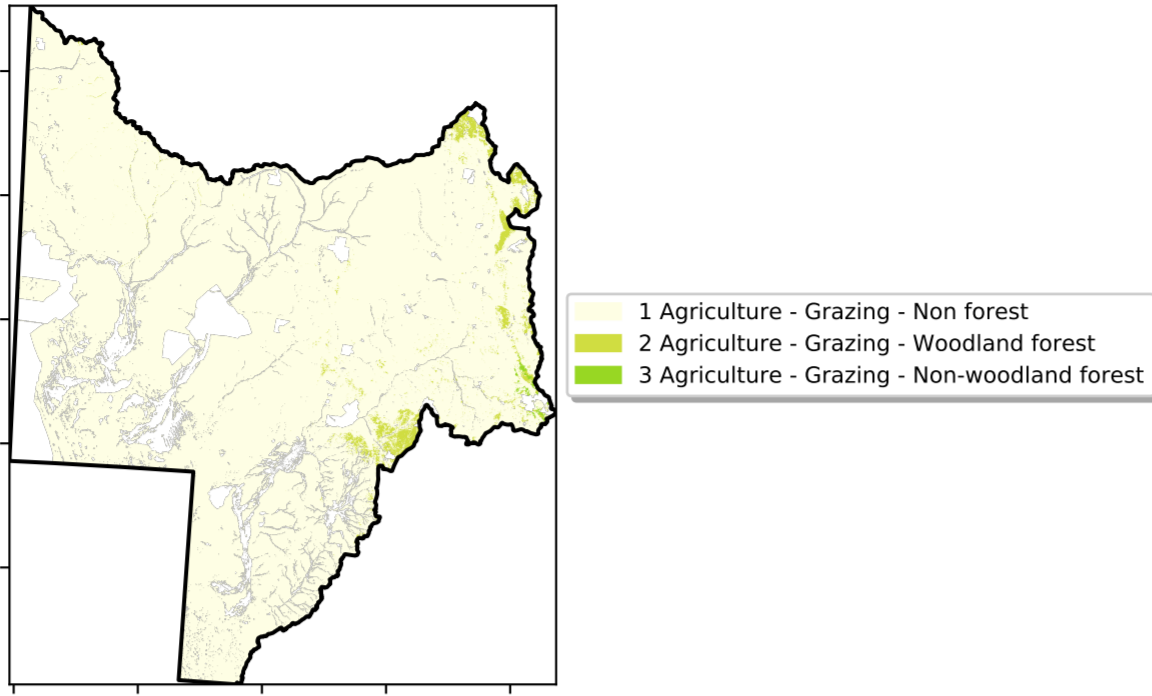 1 Agriculture - Grazing - Non forest
2 Agriculture - Grazing - Woodland forest
3 Agriculture - Grazing - Non-woodland forest